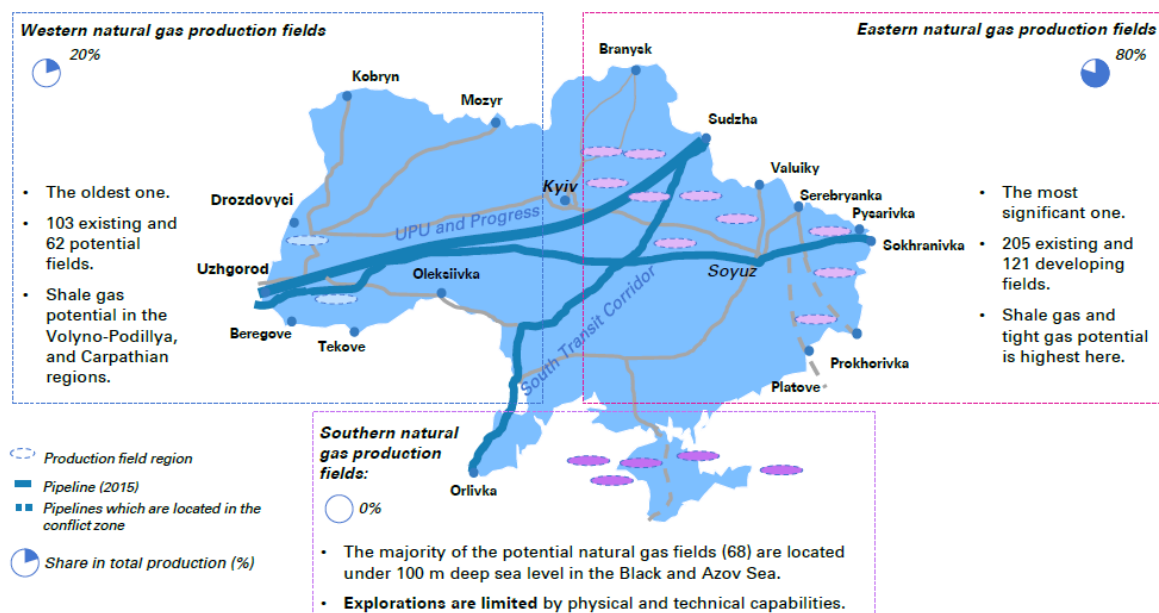 Western natural gas production fields
20%
Eastern natural gas production fields
80%
Branysk
Kobryn
Mozyr
Sudzha
Kyiv
Valuiky
Serebryanka
Pysarivka
Sokhranivka
Drozdovyci
UPU and Progress
Uzhgorod
Oleksiivka
Soyuz
South Transit Corridor
Beregove
Tekove
Prokhorivka
Platove
Orlivka
• The oldest one.
• 103 existing and
62 potential
fields.
• Shale gas
potential in the
Volyno-Podillya,
and Carpathian
regions.
• The most
significant one.
• 205 existing and
121 developing
fields.
• Shale gas and
tight gas potential
is highest here.
Southern natural
gas production
fields:
0%
• The majority of the potential natural gas fields (68) are located
under 100 m deep sea level in the Black and Azov Sea.
• Explorations are limited by physical and technical capabilities.
Production field region
Pipeline (2015)
Pipelines which are located in the
conflict zone
Share in total production (%)